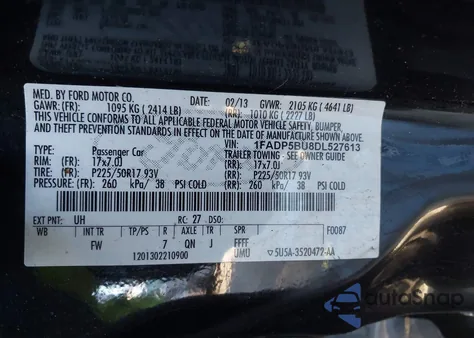 MFD. BY FORD MOTOR CO.
DATE: 02/13 GVWR: 2105 KG ( 4641 LB)
GAWR: (FR): 1095 KG ( 2414 LB) (RR): 1010 KG ( 2227 LB)
THIS VEHICLE CONFORMS TO ALL APPLICABLE FEDERAL MOTOR VEHICLE SAFETY, BUMPER,
AND THEFT PREVENTION STANDARDS IN EFFECT ON THE DATE OF MANUFACTURE SHOWN ABOVE.
VIN: 1FADP5BU8DL527613
TYPE: Passenger Car TRAILER TOWING - SEE OWNER GUIDE
RIM: (FR) 17x7.0J (RR): 17x7.0J
TIRE: (FR) P225/50R17 93V (RR): P225/50R17 93V
PRESSURE: (FR) 260 kPa/ 38 PSI COLD (RR): 260 kPa/ 38 PSI COLD
EXT PNT: UH RC: 27 DSO: F0087
WB INT TR TP/PS R AXLE TR SPR
FW 7 QN J FFFF
1201302210900 UMU 5U5A-3520472-AA
autoSnap